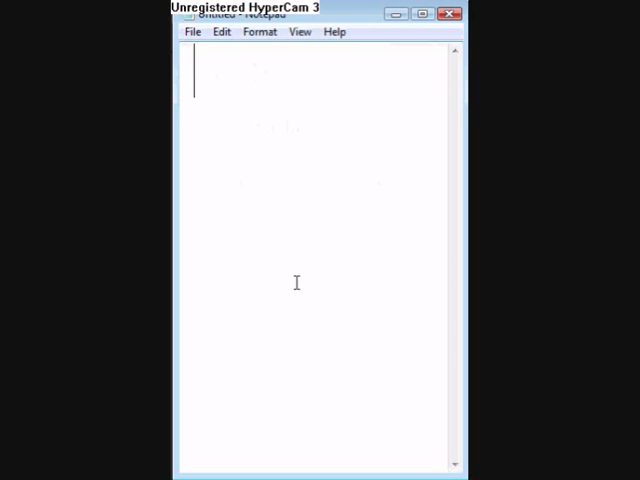 Unregistered HyperCam 3
Untitled - Notepad
File Edit Format View Help